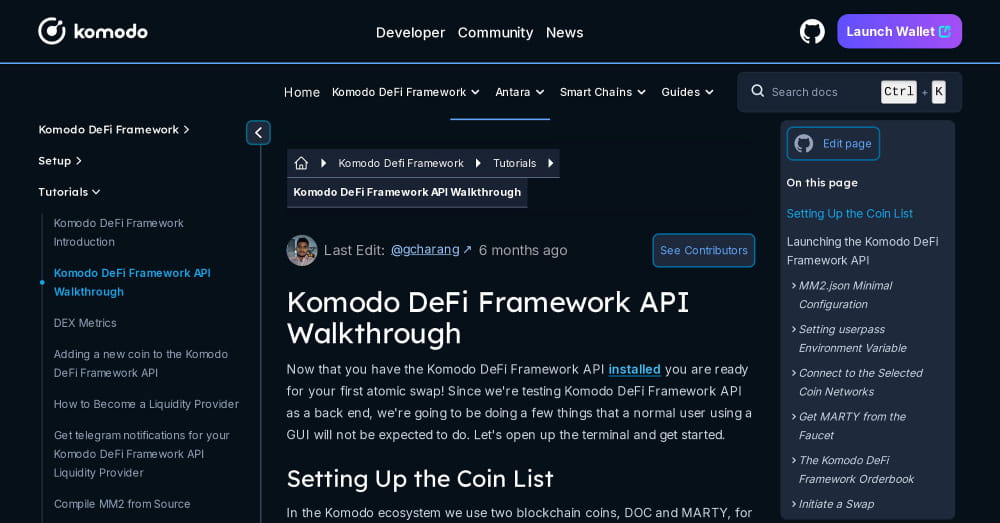 komodo
Developer Community News
Launch Wallet
Home Komodo DeFi Framework Antara Smart Chains Guides
Search docs Ctrl + K
Komodo DeFi Framework
Setup
Tutorials
Komodo DeFi Framework
Introduction
Komodo DeFi Framework API
Walkthrough
DEX Metrics
Adding a new coin to the Komodo
DeFi Framework API
How to Become a Liquidity Provider
Get telegram notifications for your
Komodo DeFi Framework API
Liquidity Provider
Compile MM2 from Source
Komodo Defi Framework Tutorials
Komodo DeFi Framework API Walkthrough
Last Edit: @gcharang ↗ 6 months ago
See Contributors
Komodo DeFi Framework API
Walkthrough
Now that you have the Komodo DeFi Framework API installed you are ready
for your first atomic swap! Since we're testing Komodo DeFi Framework API
as a back end, we're going to be doing a few things that a normal user using a
GUI will not be expected to do. Let's open up the terminal and get started.
Setting Up the Coin List
In the Komodo ecosystem we use two blockchain coins, DOC and MARTY, for
Edit page
On this page
Setting Up the Coin List
Launching the Komodo DeFi
Framework API
MM2.json Minimal
Configuration
Setting userpass
Environment Variable
Connect to the Selected
Coin Networks
Get MARTY from the
Faucet
The Komodo DeFi
Framework Orderbook
Initiate a Swap